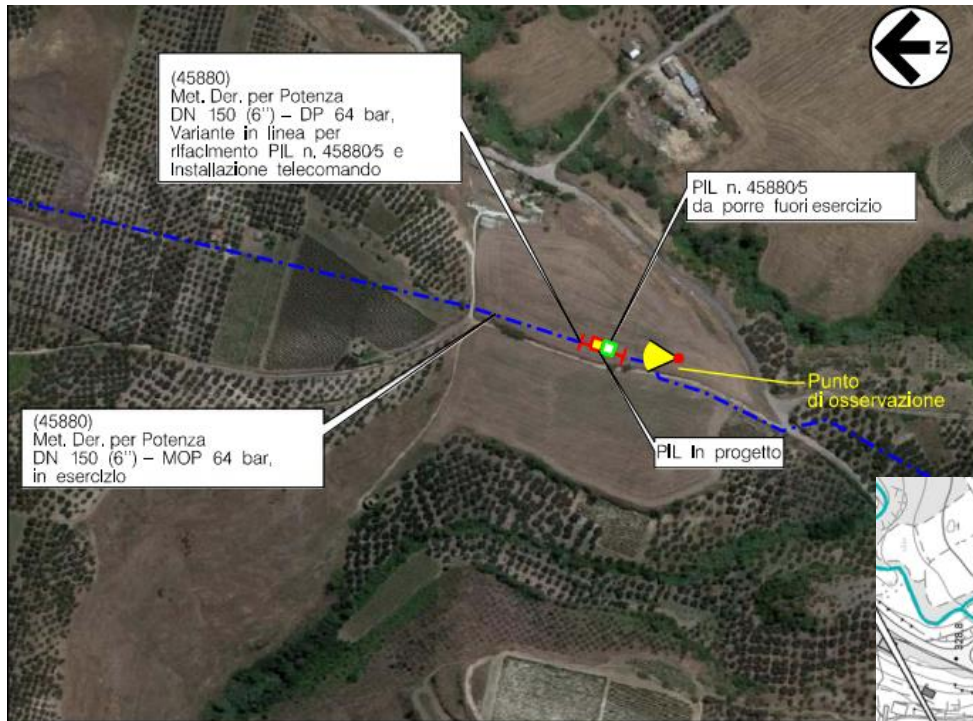 (45880)
Met. Der. per Potenza
DN 150 (6'') – DP 64 bar,
Variante in linea per
rifacimento PIL n. 45880/5 e
Installazione telecomando
N
PIL n. 45880/5
da porre fuori esercizio
Punto
di osservazione
(45880)
Met. Der. per Potenza
DN 150 (6'') – MOP 64 bar,
in esercizio
PIL In progetto
328,8